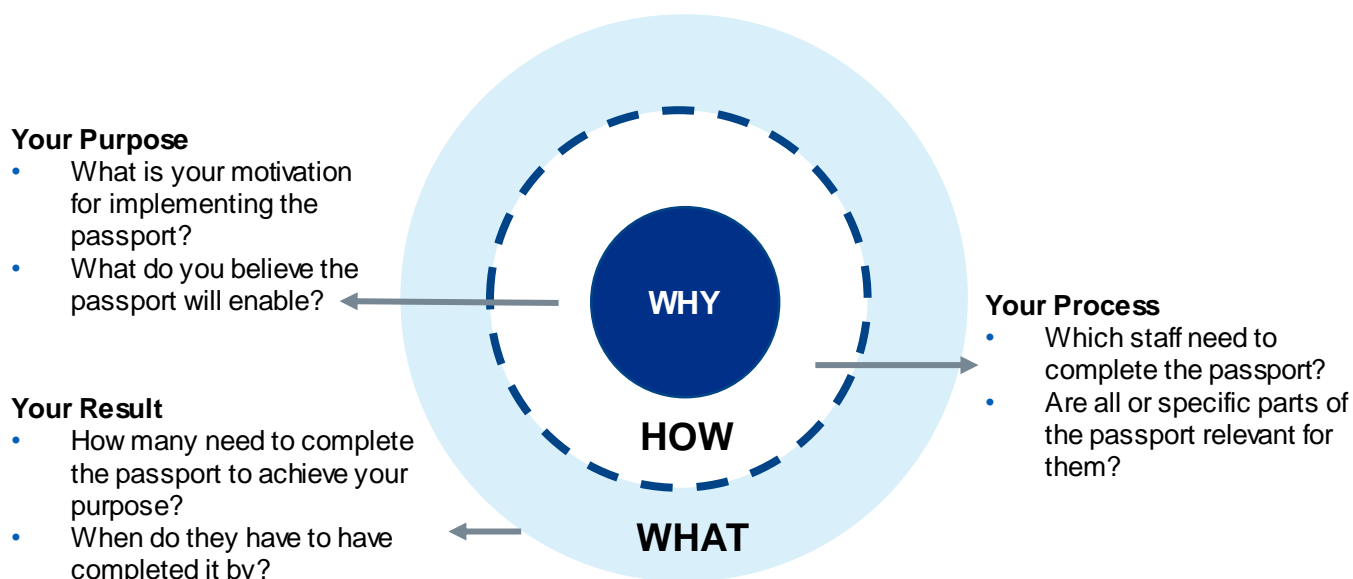 Your Purpose
• What is your motivation
for implementing the
passport?
• What do you believe the
passport will enable?
Your Result
• How many need to complete
the passport to achieve your
purpose?
• When do they have to have
completed it by?
WHY
HOW
WHAT
Your Process
• Which staff need to
complete the passport?
• Are all or specific parts of
the passport relevant for
them?